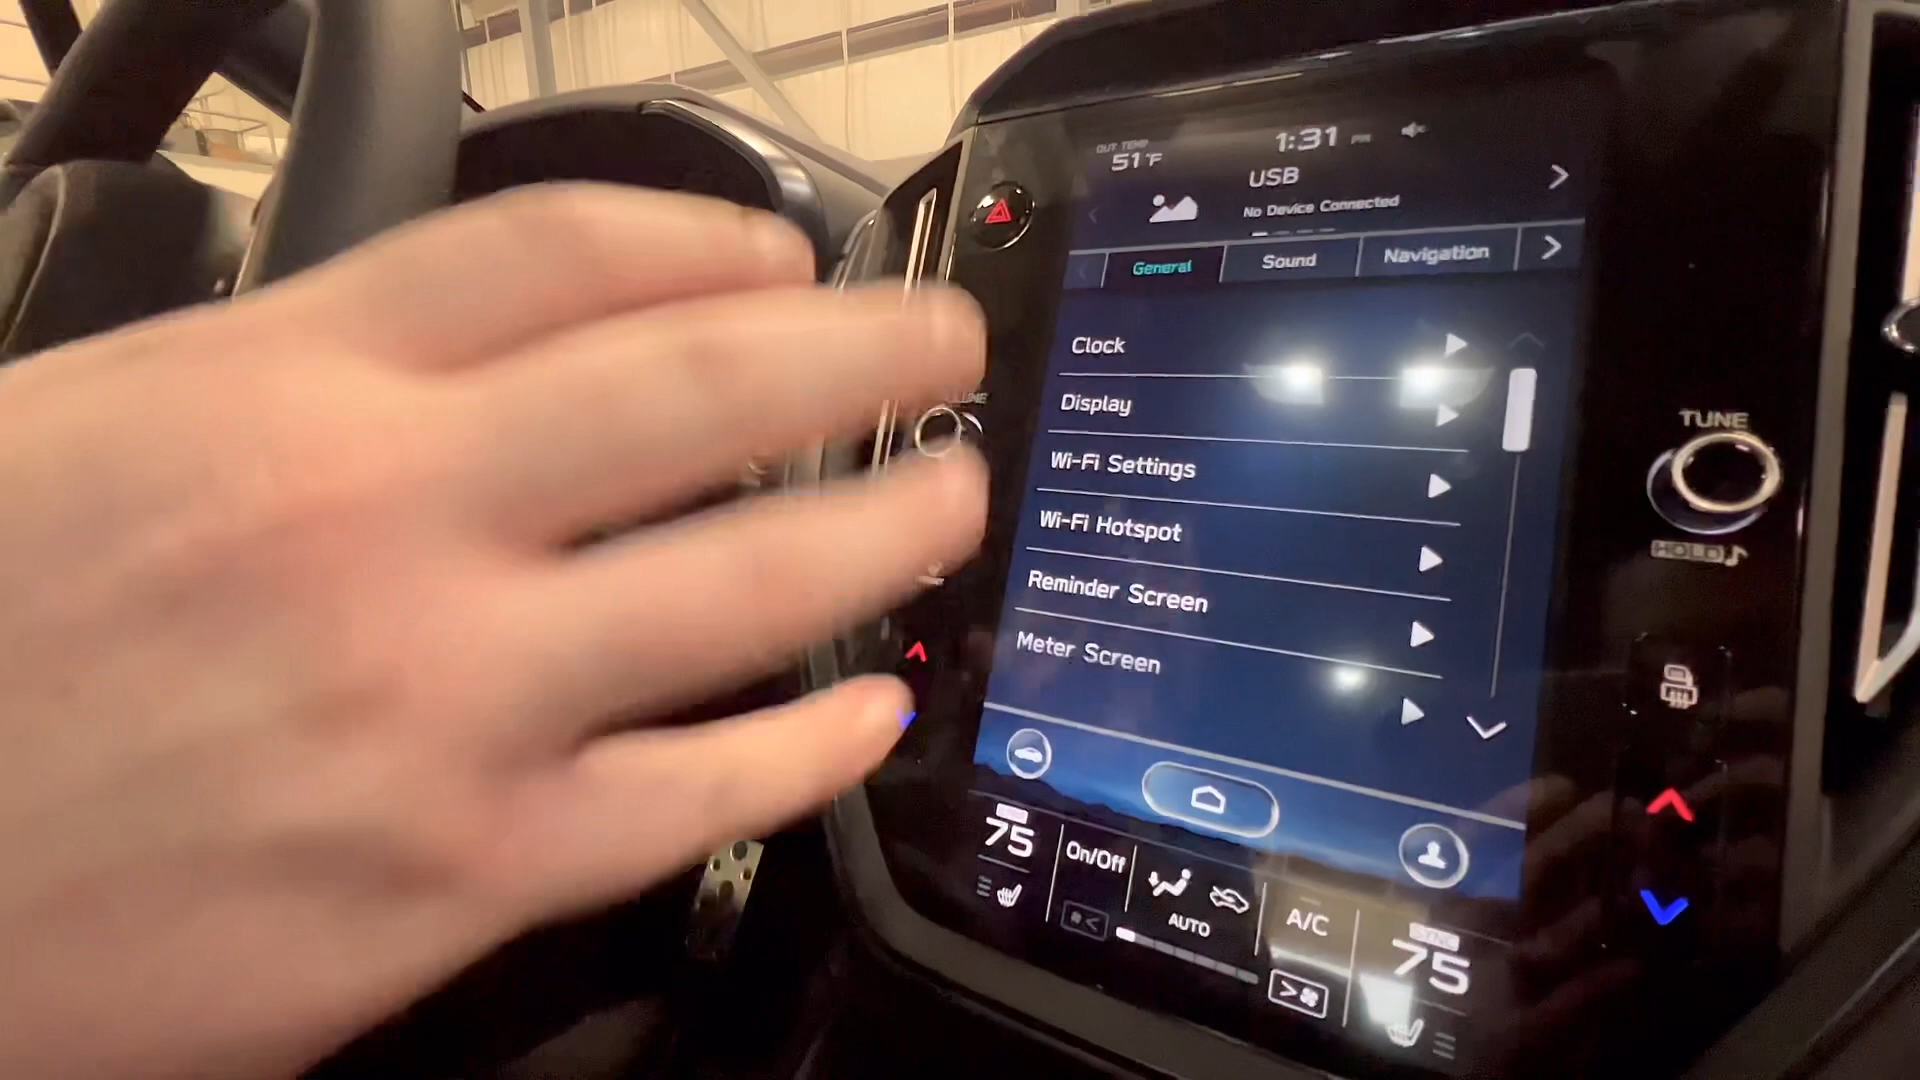 OUT TEMP
51°F
1:31 PM
USB
No Device Connected
General
Sound
Navigation
Clock
Display
Wi-Fi Settings
Wi-Fi Hotspot
Reminder Screen
Meter Screen
TUNE
HOLD
75
On/Off
AUTO
A/C
SYNC
75